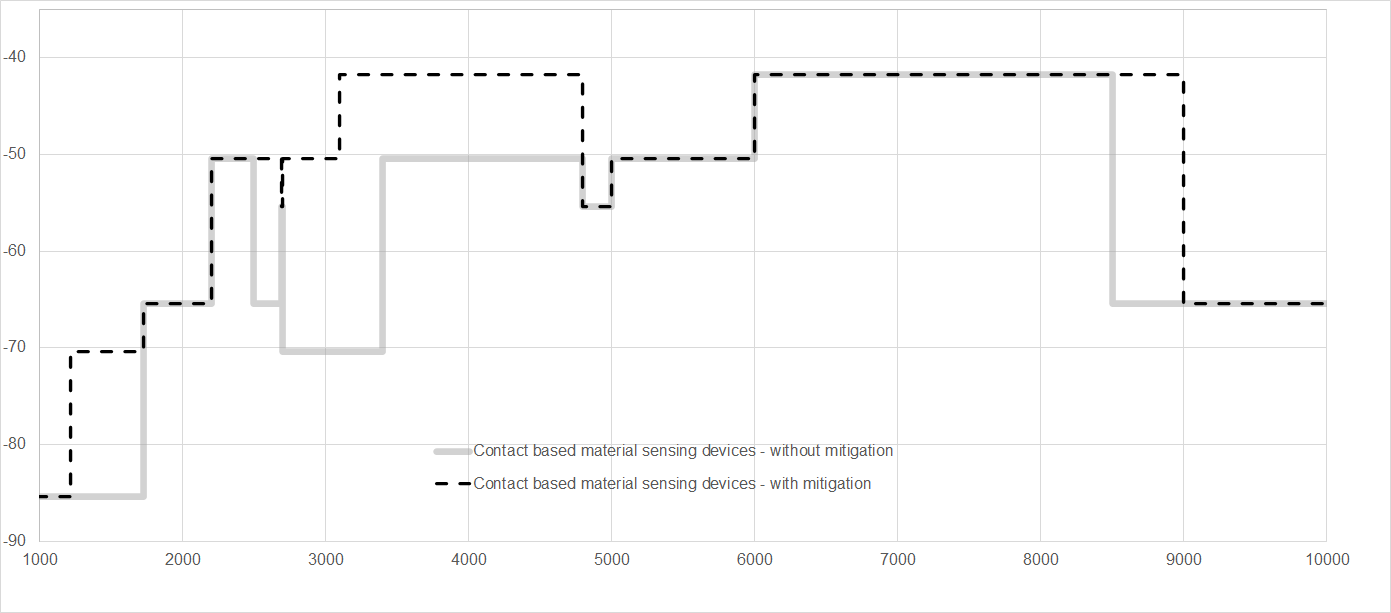 -40
-50
-60
-70
-80
-90
Contact based material sensing devices - without mitigation
Contact based material sensing devices - with mitigation
1000 2000 3000 4000 5000 6000 7000 8000 9000 10000